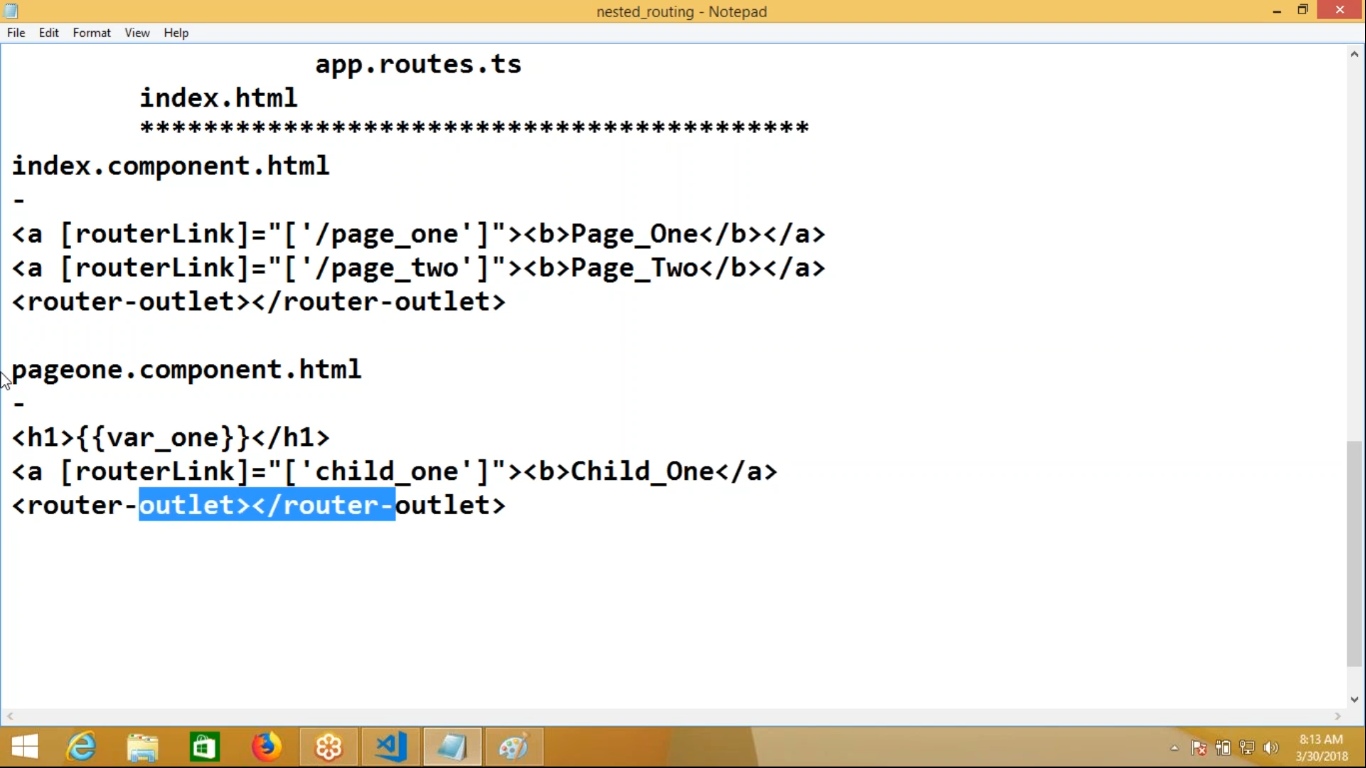 nested_routing - Notepad
File Edit Format View Help
app.routes.ts
index.html
******************************************
index.component.html
-
<a [routerLink]="['/page_one']"><b>Page_One</b></a>
<a [routerLink]="['/page_two']"><b>Page_Two</b></a>
<router-outlet></router-outlet>
pageone.component.html
-
<h1>{{var_one}}</h1>
<a [routerLink]="['child_one']"><b>Child_One</a>
<router-outlet></router-outlet>
8:13 AM
3/30/2018